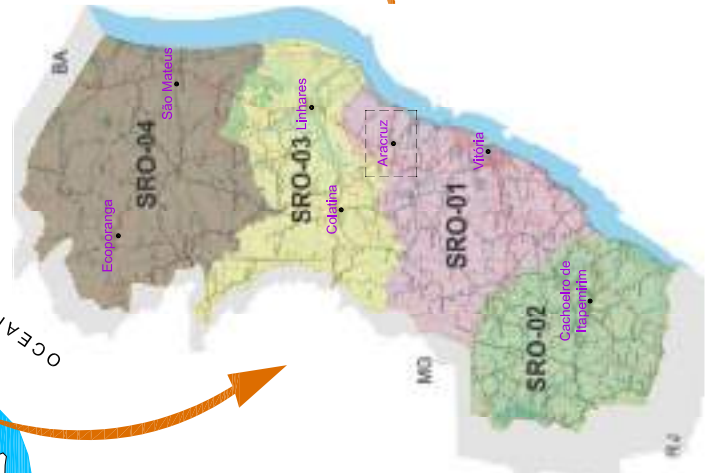 BA
São Mateus
SRO-04
Ecoporanga
Linhares
SRO-03
Colatina
Aracruz
Vitória
SRO-01
Cachoeiro de
Itapemirim
SRO-02
MG
RJ
OCEAN